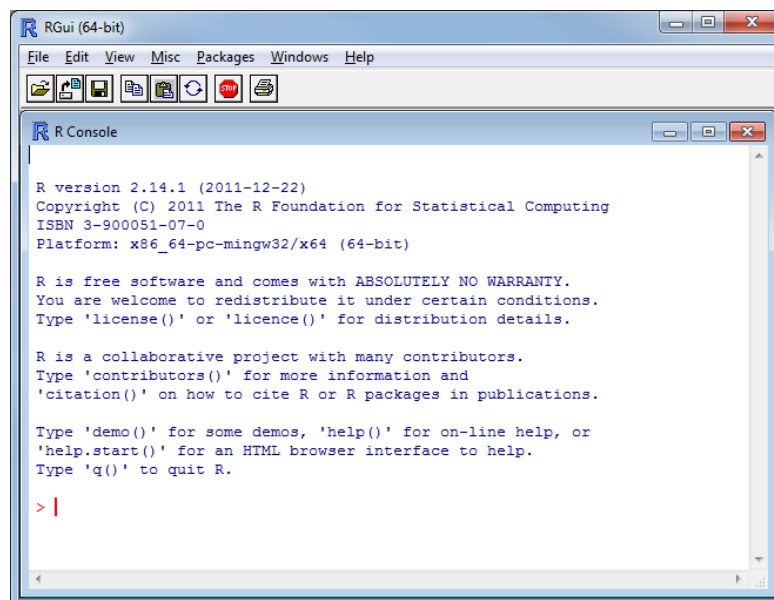 RGui (64-bit)
File Edit View Misc Packages Windows Help
STOP
R Console
R version 2.14.1 (2011-12-22)
Copyright (C) 2011 The R Foundation for Statistical Computing
ISBN 3-900051-07-0
Platform: x86_64-pc-mingw32/x64 (64-bit)
R is free software and comes with ABSOLUTELY NO WARRANTY.
You are welcome to redistribute it under certain conditions.
Type 'license()' or 'licence()' for distribution details.
R is a collaborative project with many contributors.
Type 'contributors()' for more information and
'citation()' on how to cite R or R packages in publications.
Type 'demo()' for some demos, 'help()' for on-line help, or
'help.start()' for an HTML browser interface to help.
Type 'q()' to quit R.
>